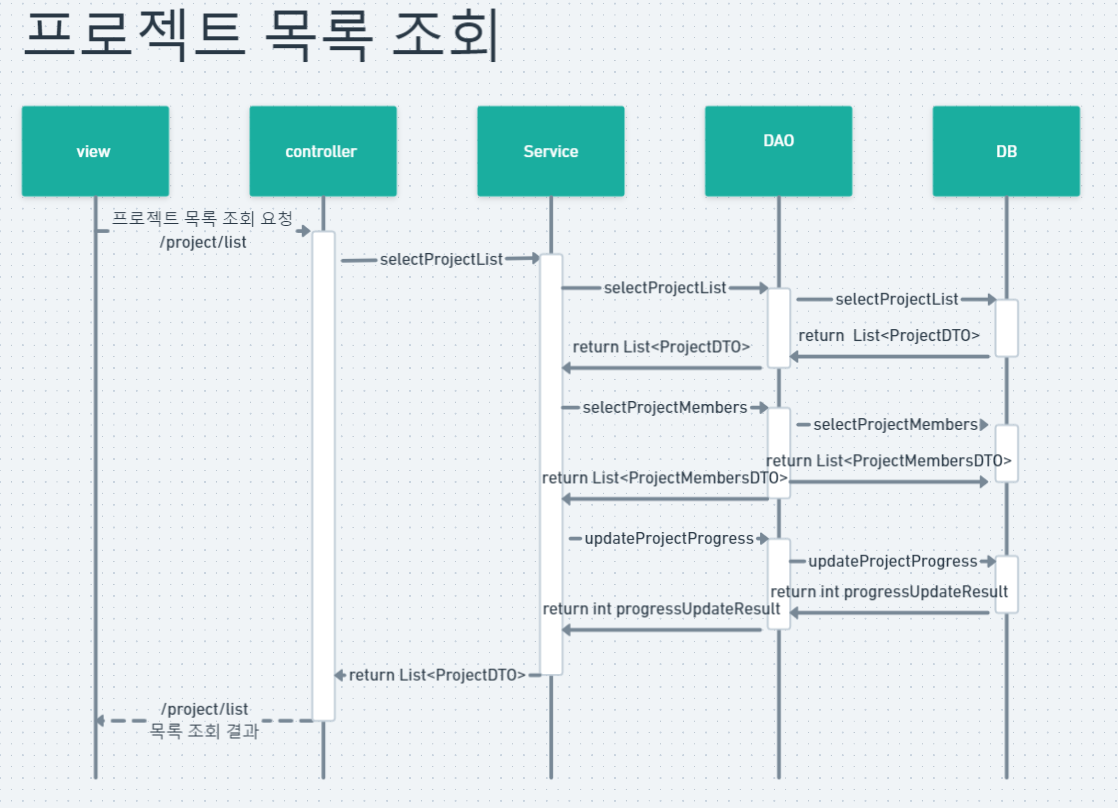 프로젝트 목록 조회
view
controller
Service
DAO
DB
프로젝트 목록 조회 요청
/project/list
selectProjectList
selectProjectList
selectProjectList
return  List<ProjectDTO>
return List<ProjectDTO>
selectProjectMembers
selectProjectMembers
return List<ProjectMembersDTO>
return List<ProjectMembersDTO>
updateProjectProgress
updateProjectProgress
return int progressUpdateResult
return int progressUpdateResult
return List<ProjectDTO>
/project/list
목록 조회 결과